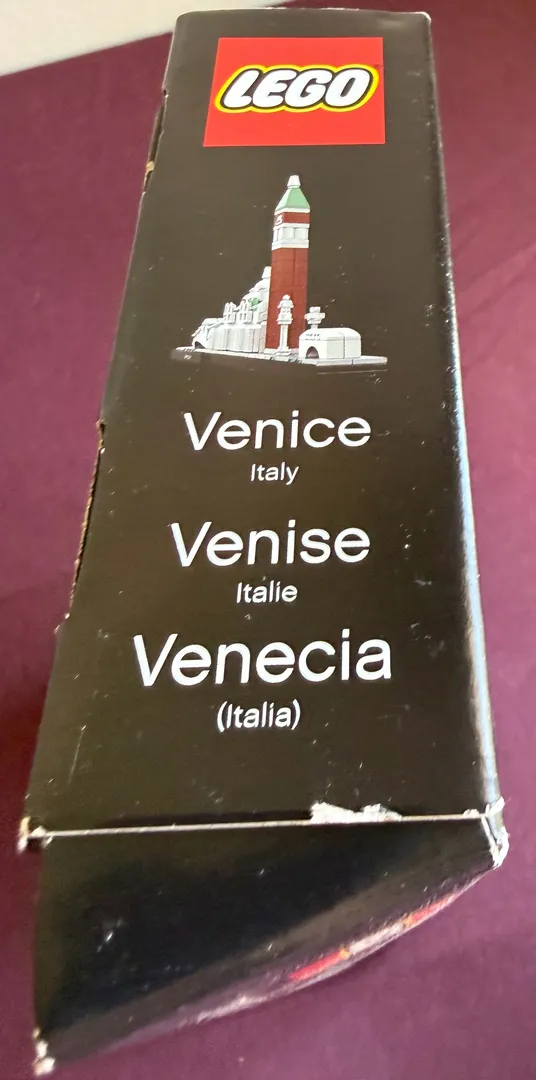 LEGO
Venice
Italy
Venise
Italie
Venecia
(Italia)